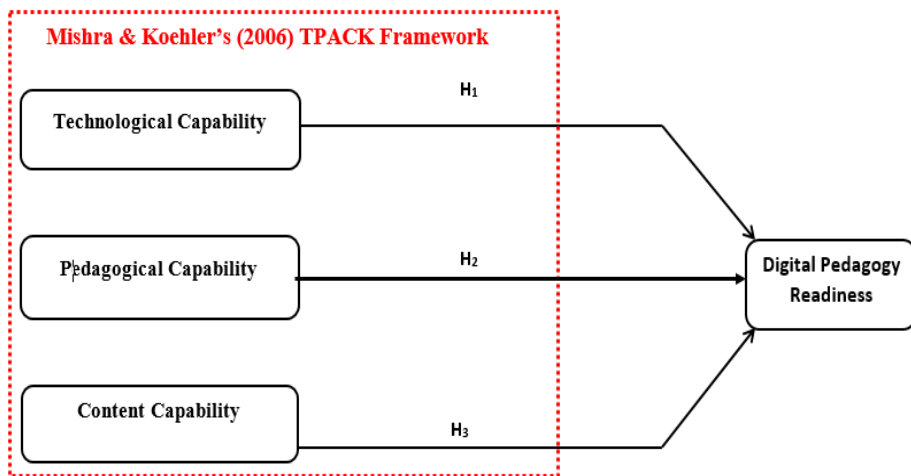 Mishra & Koehler's (2006) TPACK Framework
H₁
Technological Capability
Pedagogical Capability
H₂
Digital Pedagogy
Readiness
Content Capability
H₃